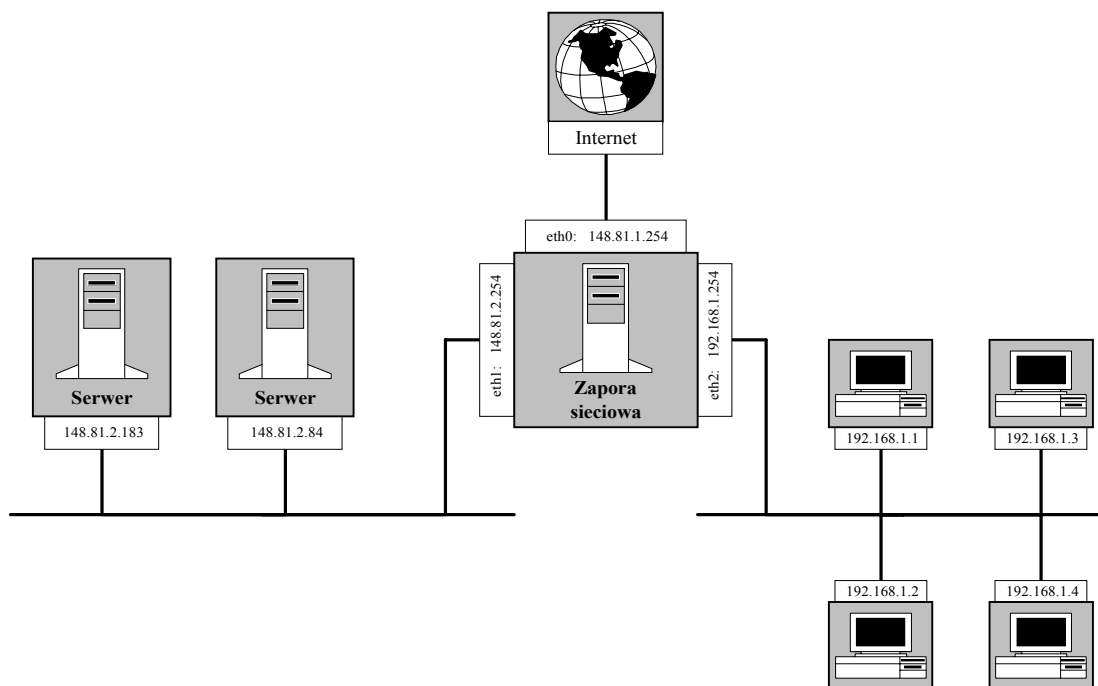 Internet
eth0: 148.81.1.254
eth1: 148.81.2.254
eth2: 192.168.1.254
Zapora
sieciowa
Serwer
148.81.2.183
Serwer
148.81.2.84
192.168.1.1
192.168.1.3
192.168.1.2
192.168.1.4